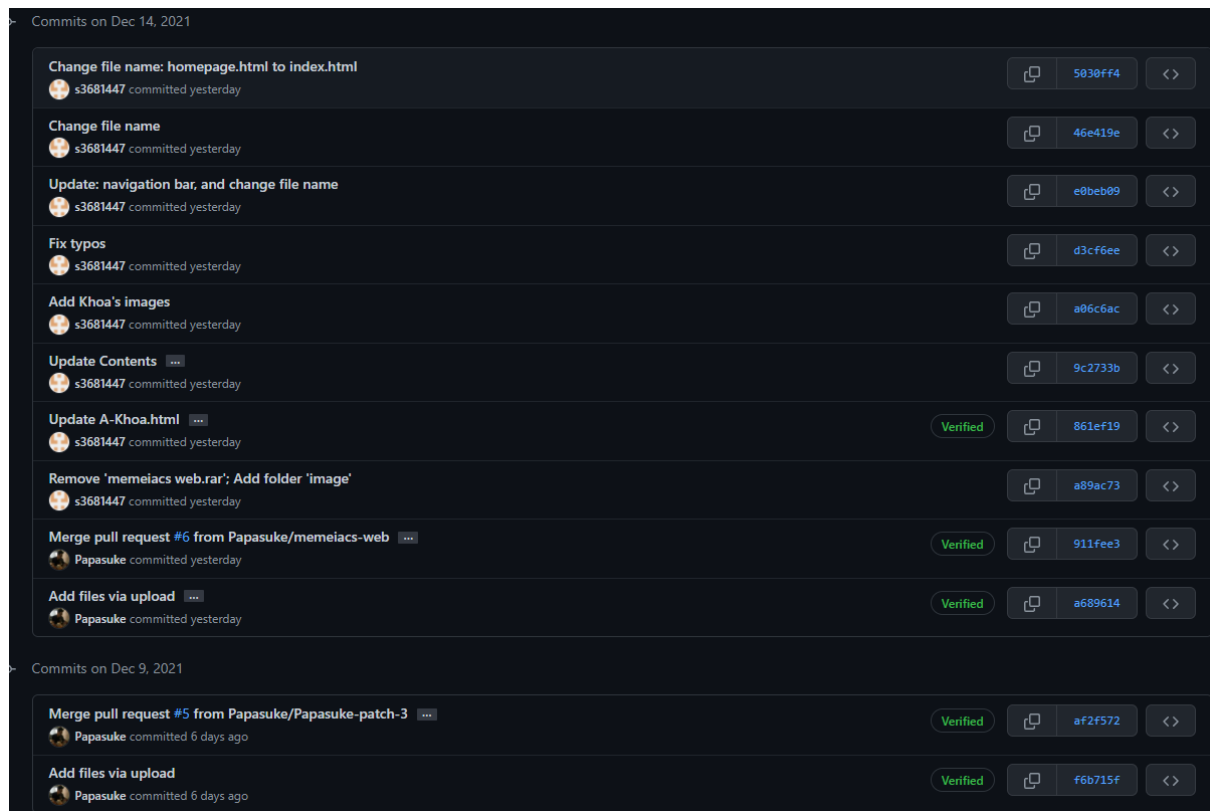 Commits on Dec 14, 2021
Change file name: homepage.html to index.html
5030ff4
s3681447 committed yesterday
Change file name
46e419e
s3681447 committed yesterday
Update: navigation bar, and change file name
e0beb09
s3681447 committed yesterday
Fix typos
d3cf6ee
s3681447 committed yesterday
Add Khoa's images
a06c6ac
s3681447 committed yesterday
Update Contents ...
9c2733b
s3681447 committed yesterday
Update A-Khoa.html ...
Verified 861ef19
s3681447 committed yesterday
Remove 'memeiacs web.rar'; Add folder 'image'
a89ac73
s3681447 committed yesterday
Merge pull request #6 from Papasuke/memeiacs-web ...
Verified 911fee3
Papasuke committed yesterday
Add files via upload ...
Verified a689614
Papasuke committed yesterday
Commits on Dec 9, 2021
Merge pull request #5 from Papasuke/Papasuke-patch-3 ...
Verified af2f572
Papasuke committed 6 days ago
Add files via upload
Verified f6b715f
Papasuke committed 6 days ago